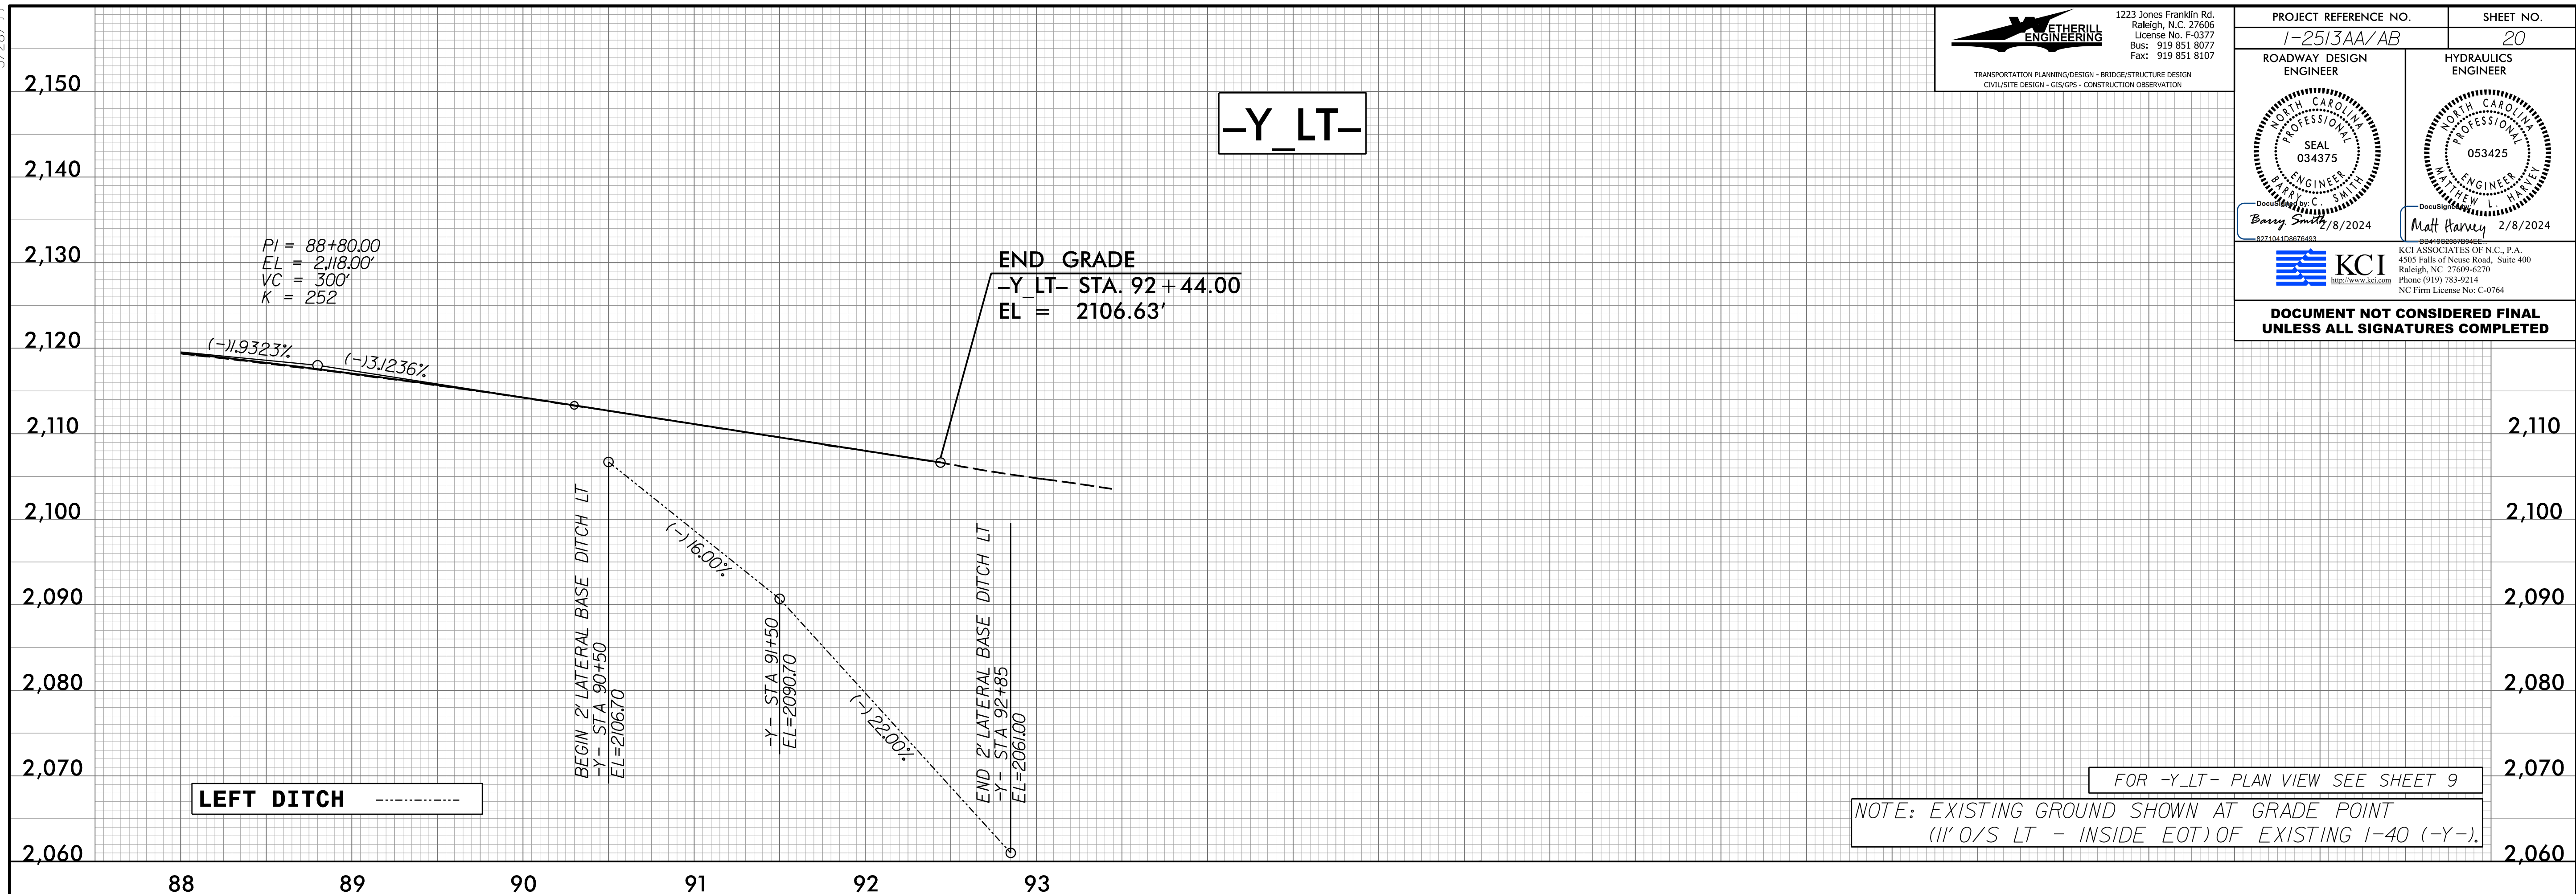 WETHERILL
ENGINEERING
1223 Jones Franklin Rd.
Raleigh, N.C. 27606
License No. F-0377
Bus: 919 851 8077
Fax: 919 851 8107
TRANSPORTATION PLANNING/DESIGN - BRIDGE/STRUCTURE DESIGN
CIVIL/SITE DESIGN - GIS/GPS - CONSTRUCTION OBSERVATION
PROJECT REFERENCE NO.
SHEET NO.
I-2513AA/AB
20
ROADWAY DESIGN
ENGINEER
HYDRAULICS
ENGINEER
NORTH CAROLINA
PROFESSIONAL
SEAL
034375
ENGINEER
BARRY C. SMITH
NORTH CAROLINA
PROFESSIONAL
053425
ENGINEER
MATTHEW L. HARVEY
DocuSigned by:
Barry Smith 2/8/2024
8271041D8676493
DocuSigned by:
Matt Harvey 2/8/2024
KCI
http://www.kci.com
KCI ASSOCIATES OF N.C., P.A.
4505 Falls of Neuse Road, Suite 400
Raleigh, NC 27609-6270
Phone (919) 783-9214
NC Firm License No: C-0764
DOCUMENT NOT CONSIDERED FINAL
UNLESS ALL SIGNATURES COMPLETED
-Y_LT-
2,150
2,140
2,130
2,120
2,110
2,100
2,090
2,080
2,070
2,060
PI = 88+80.00
EL = 2,118.00'
VC = 300'
K = 252
(-)1.9323%
(-)3.1236%
END GRADE
-Y_LT- STA. 92+44.00
EL = 2106.63'
BEGIN 2' LATERAL BASE DITCH LT
-Y- STA 90+50
EL=2106.70
(-)16.00%
-Y- STA 91+50
EL=2090.70
(-)22.00%
END 2' LATERAL BASE DITCH LT
-Y- STA 92+85
EL=2061.00
LEFT DITCH
2,110
2,100
2,090
2,080
2,070
2,060
FOR -Y_LT- PLAN VIEW SEE SHEET 9
NOTE: EXISTING GROUND SHOWN AT GRADE POINT
(11' O/S LT - INSIDE EOT) OF EXISTING I-40 (-Y-).
88
89
90
91
92
93